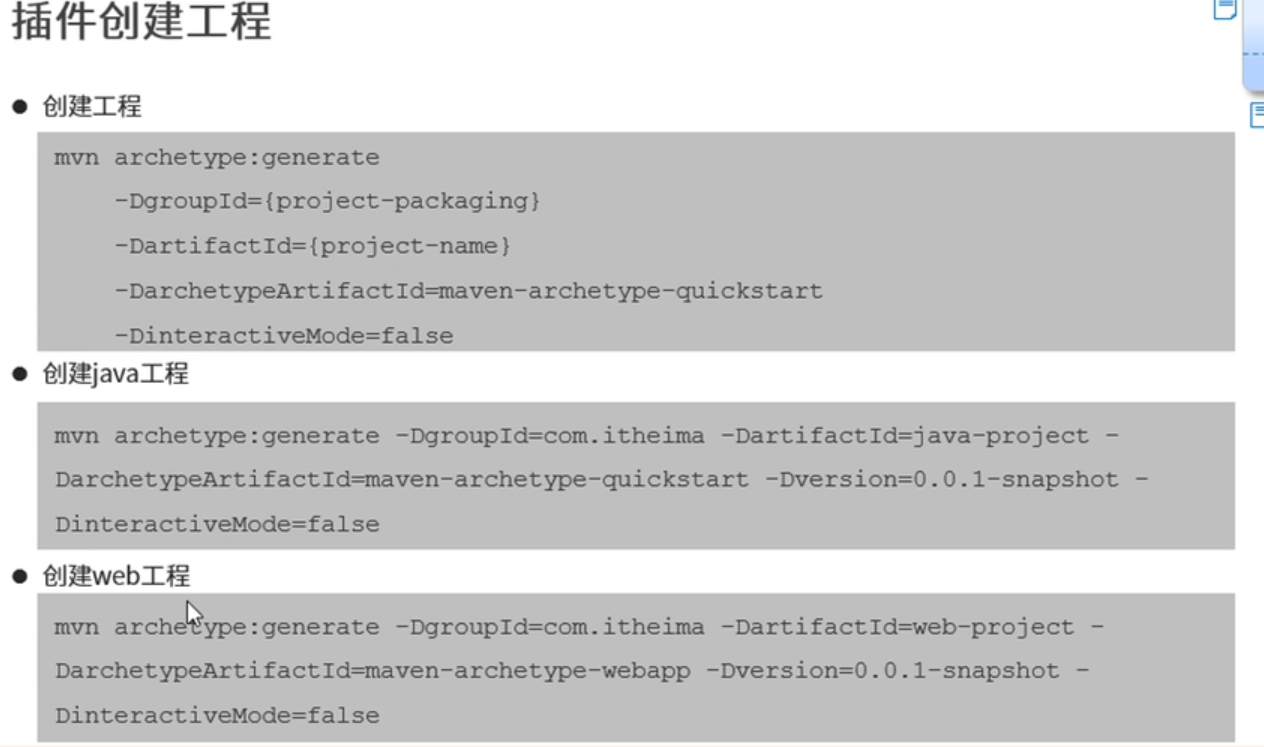 插件创建工程
创建工程
mvn archetype:generate
-DgroupId={project-packaging}
-DartifactId={project-name}
-DarchetypeArtifactId=maven-archetype-quickstart
-DinteractiveMode=false
创建java工程
mvn archetype:generate -DgroupId=com.itheima -DartifactId=java-project -
DarchetypeArtifactId=maven-archetype-quickstart -Dversion=0.0.1-snapshot -
DinteractiveMode=false
创建web工程
mvn archetype:generate -DgroupId=com.itheima -DartifactId=web-project -
DarchetypeArtifactId=maven-archetype-webapp -Dversion=0.0.1-snapshot -
DinteractiveMode=false